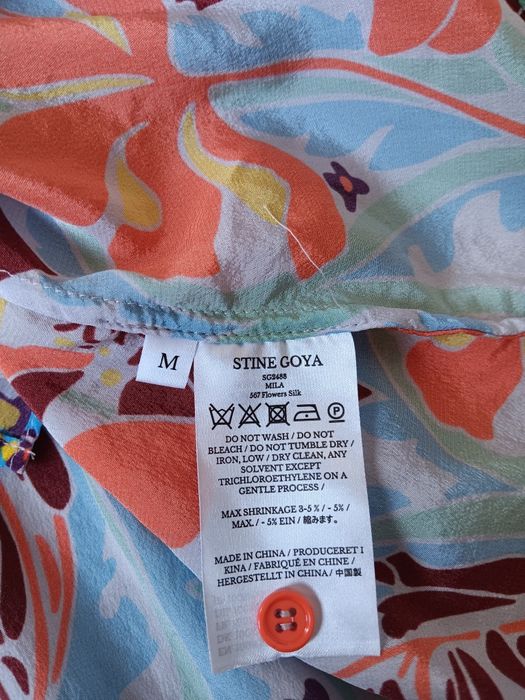 M
STINE GOYA
SG2488
MILA
567 Flowers Silk
DO NOT WASH / DO NOT
BLEACH / DO NOT TUMBLE DRY /
IRON, LOW / DRY CLEAN, ANY
SOLVENT EXCEPT
TRICHLOROETHYLENE ON A
GENTLE PROCESS /
MAX SHRINKAGE 3-5 % / - 5% /
MAX. / - 5% EIN / 縮みます。
MADE IN CHINA / PRODUCERET I
KINA / FABRIQUÉ EN CHINE /
HERGESTELLT IN CHINA / 中国製